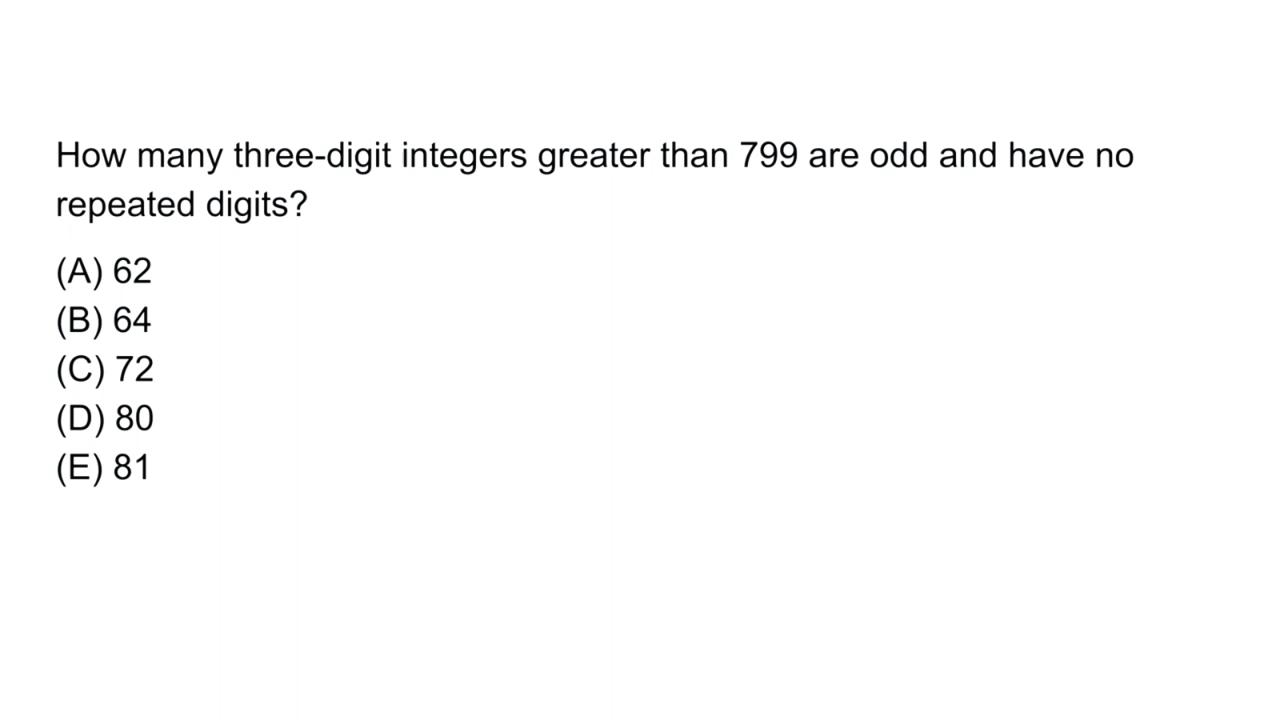 How many three-digit integers greater than 799 are odd and have no
repeated digits?
(A) 62
(B) 64
(C) 72
(D) 80
(E) 81